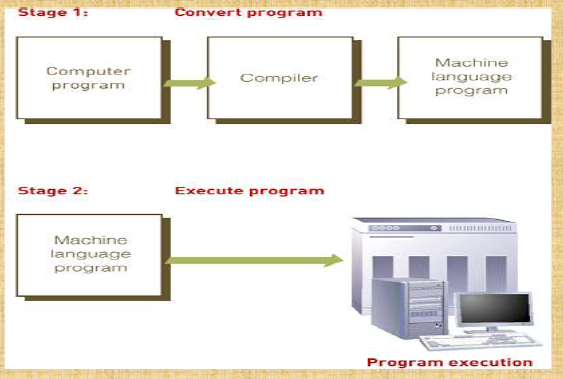 Stage 1: Convert program
Computer
program
Compiler
Machine
language
program
Stage 2: Execute program
Machine
language
program
Program execution